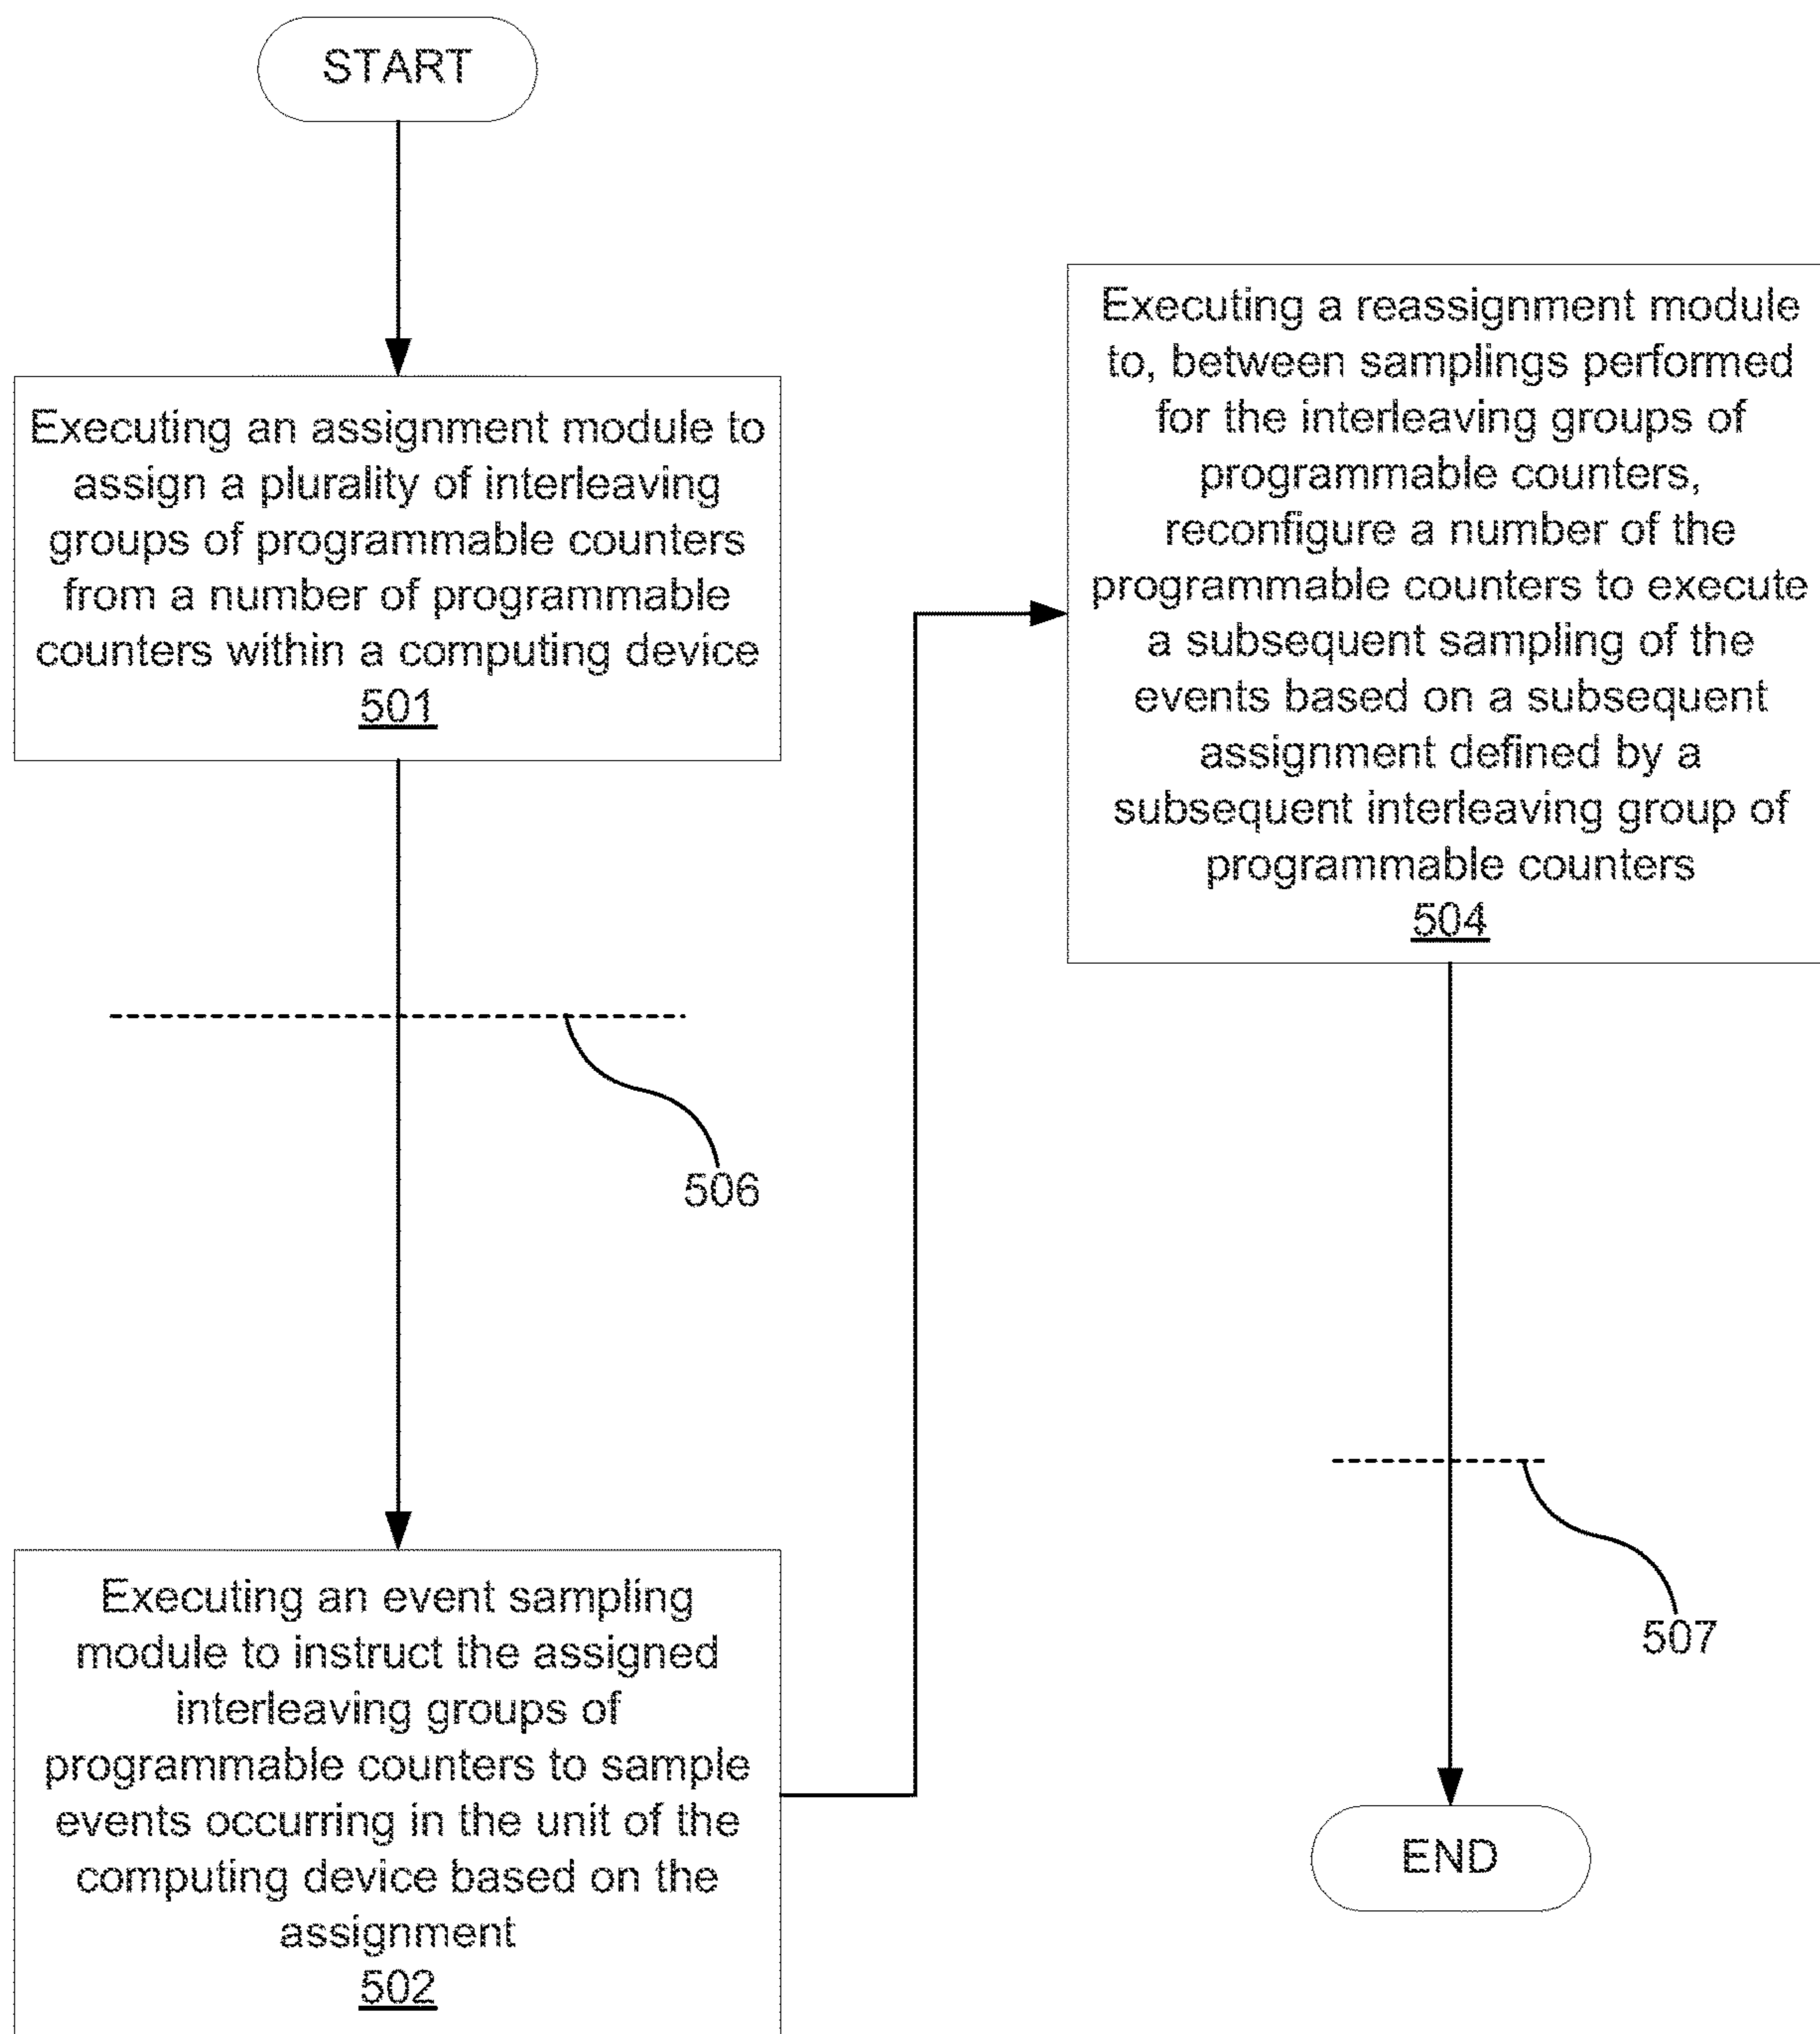 START
Executing an assignment module to
assign a plurality of interleaving
groups of programmable counters
from a number of programmable
counters within a computing device
501
506
Executing an event sampling
module to instruct the assigned
interleaving groups of
programmable counters to sample
events occurring in the unit of the
computing device based on the
assignment
502
Executing a reassignment module
to, between samplings performed
for the interleaving groups of
programmable counters,
reconfigure a number of the
programmable counters to execute
a subsequent sampling of the
events based on a subsequent
assignment defined by a
subsequent interleaving group of
programmable counters
504
507
END